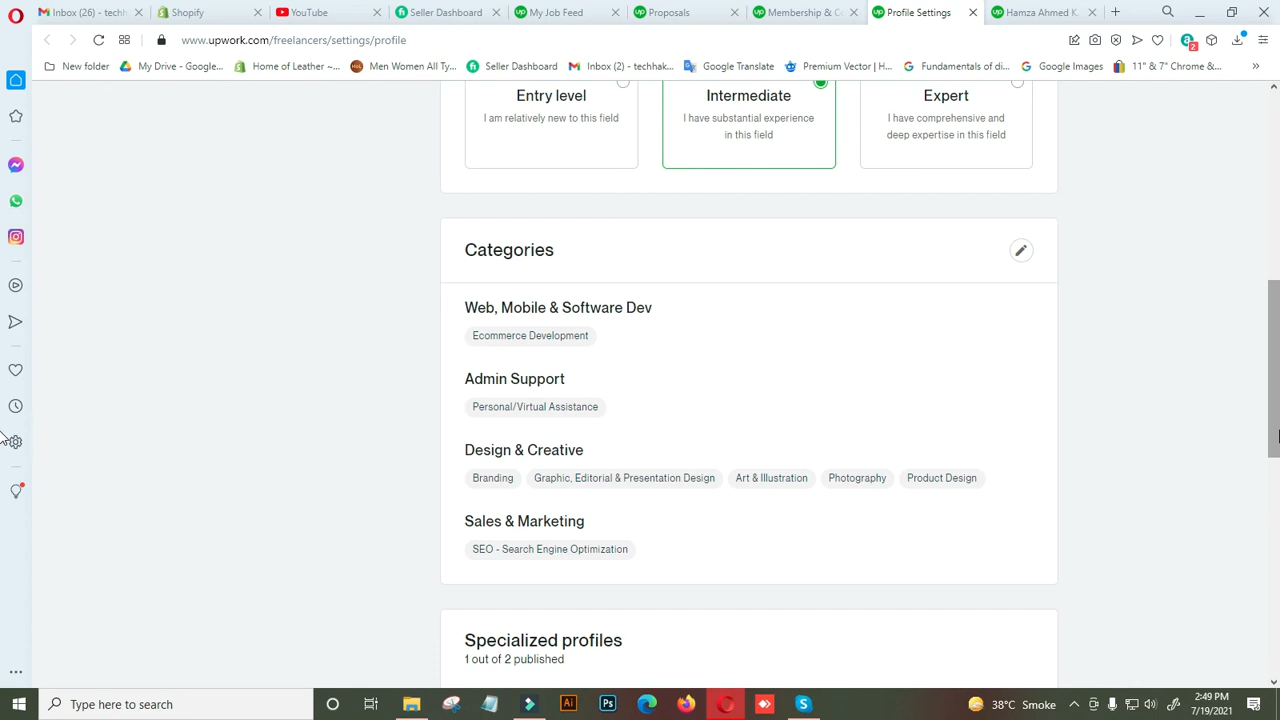 Inbox (26) - techh
Shopify
YouTube
Seller Dashboard
My Job Feed
Proposals
Membership & C
Profile Settings
Hamza Ahmed K.
www.upwork.com/freelancers/settings/profile
2
New folder
My Drive - Google...
Home of Leather ~...
Men Women All Ty...
Seller Dashboard
Inbox (2) - techhak...
Google Translate
Premium Vector | H...
Fundamentals of di...
Google Images
11" & 7" Chrome &...
Entry level
I am relatively new to this field
Intermediate
I have substantial experience
in this field
Expert
I have comprehensive and
deep expertise in this field
Categories
Web, Mobile & Software Dev
Ecommerce Development
Admin Support
Personal/Virtual Assistance
Design & Creative
Branding
Graphic, Editorial & Presentation Design
Art & Illustration
Photography
Product Design
Sales & Marketing
SEO - Search Engine Optimization
Specialized profiles
1 out of 2 published
Type here to search
Ai
Ps
38°C Smoke
2:49 PM
7/19/2021